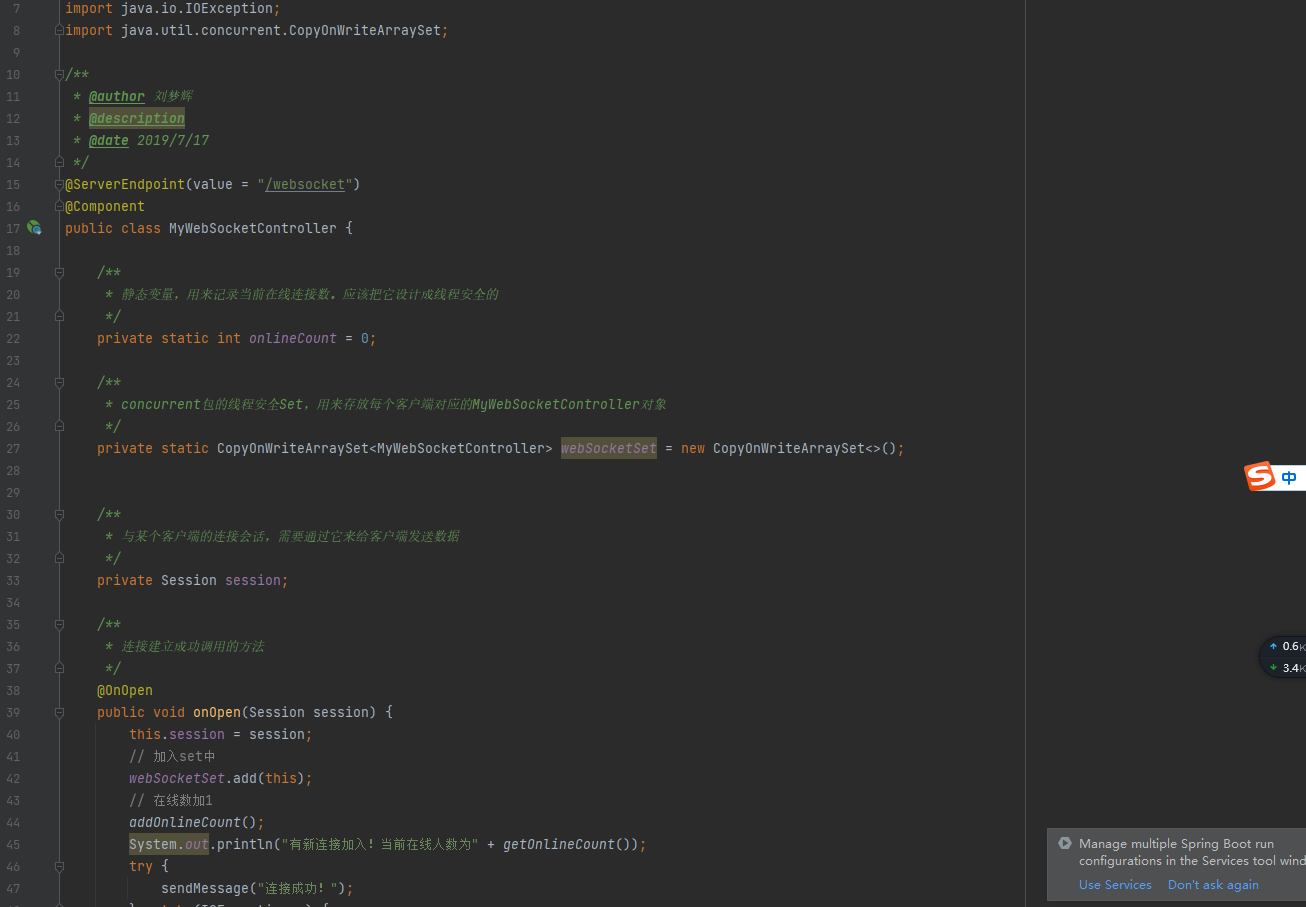 7 import java.io.IOException;
8 import java.util.concurrent.CopyOnWriteArraySet;
9
10 /**
11 * @author 刘梦辉
12 * @description
13 * @date 2019/7/17
14 */
15 @ServerEndpoint(value = "/websocket")
16 @Component
17 public class MyWebSocketController {
18
19 /**
20 * 静态变量，用来记录当前在线连接数。应该把它设计成线程安全的
21 */
22 private static int onlineCount = 0;
23
24 /**
25 * concurrent包的线程安全Set，用来存放每个客户端对应的MyWebSocketController对象
26 */
27 private static CopyOnWriteArraySet<MyWebSocketController> webSocketSet = new CopyOnWriteArraySet<>();
28
29
30 /**
31 * 与某个客户端的连接会话，需要通过它来给客户端发送数据
32 */
33 private Session session;
34
35 /**
36 * 连接建立成功调用的方法
37 */
38 @OnOpen
39 public void onOpen(Session session) {
40 this.session = session;
41 // 加入set中
42 webSocketSet.add(this);
43 // 在线数加1
44 addOnlineCount();
45 System.out.println("有新连接加入！当前在线人数为" + getOnlineCount());
46 try {
47 sendMessage("连接成功！");
中
0.6K
3.4K
Manage multiple Spring Boot run
configurations in the Services tool wind
Use Services Don't ask again